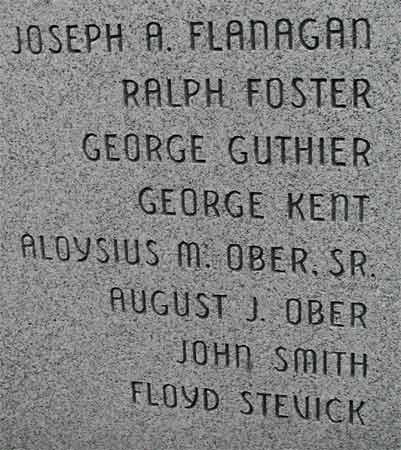 JOSEPH A. FLANAGAN
RALPH FOSTER
GEORGE GUTHIER
GEORGE KENT
ALOYSIUS M. OBER, SR.
AUGUST J. OBER
JOHN SMITH
FLOYD STEVICK